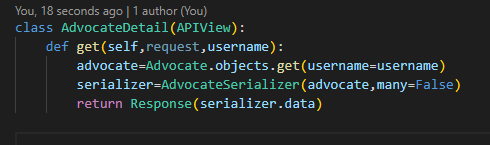 You, 18 seconds ago | 1 author (You)
class AdvocateDetail(APIView):
    def get(self,request,username):
        advocate=Advocate.objects.get(username=username)
        serializer=AdvocateSerializer(advocate,many=False)
        return Response(serializer.data)